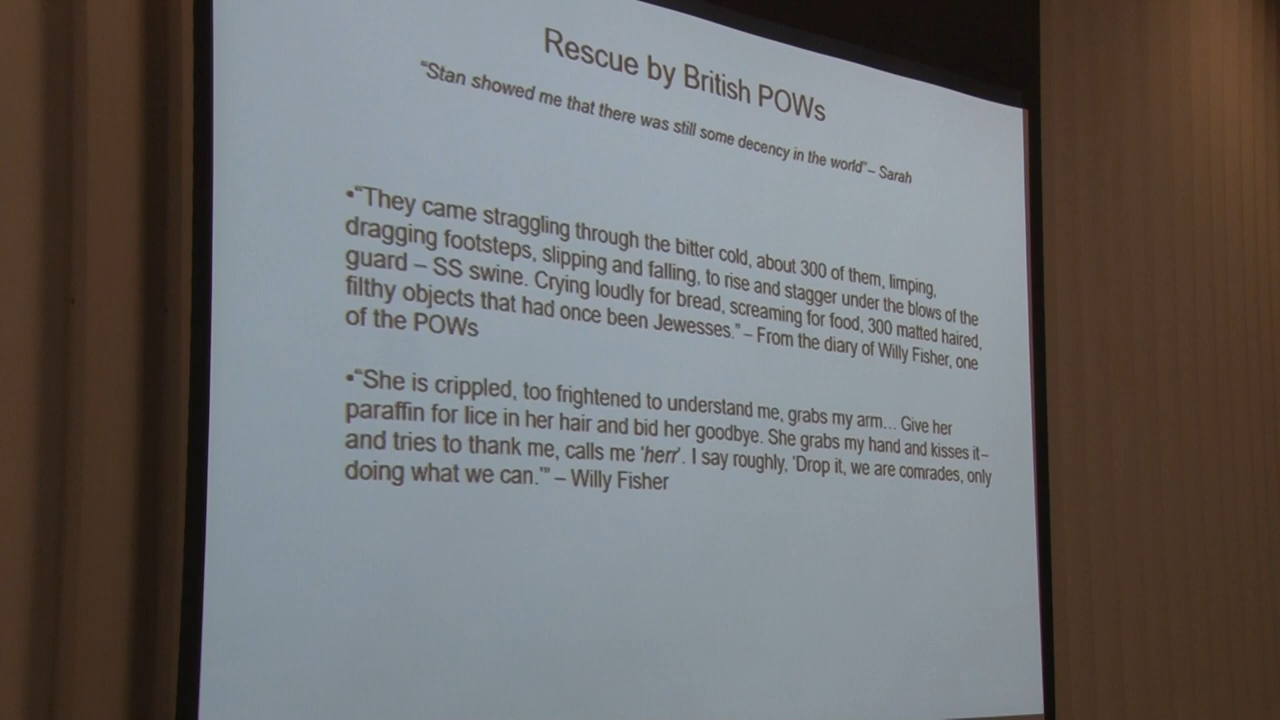 Rescue by British POWs
“Stan showed me that there was still some decency in the world”– Sarah
•“They came straggling through the bitter cold, about 300 of them, limping,
dragging footsteps, slipping and falling, to rise and stagger under the blows of the
guard – SS swine. Crying loudly for bread, screaming for food, 300 matted haired,
filthy objects that had once been Jewesses.” – From the diary of Willy Fisher, one
of the POWs
•“She is crippled, too frightened to understand me, grabs my arm... Give her
paraffin for lice in her hair and bid her goodbye. She grabs my hand and kisses it–
and tries to thank me, calls me ‘herr’. I say roughly, ‘Drop it, we are comrades, only
doing what we can.’” – Willy Fisher